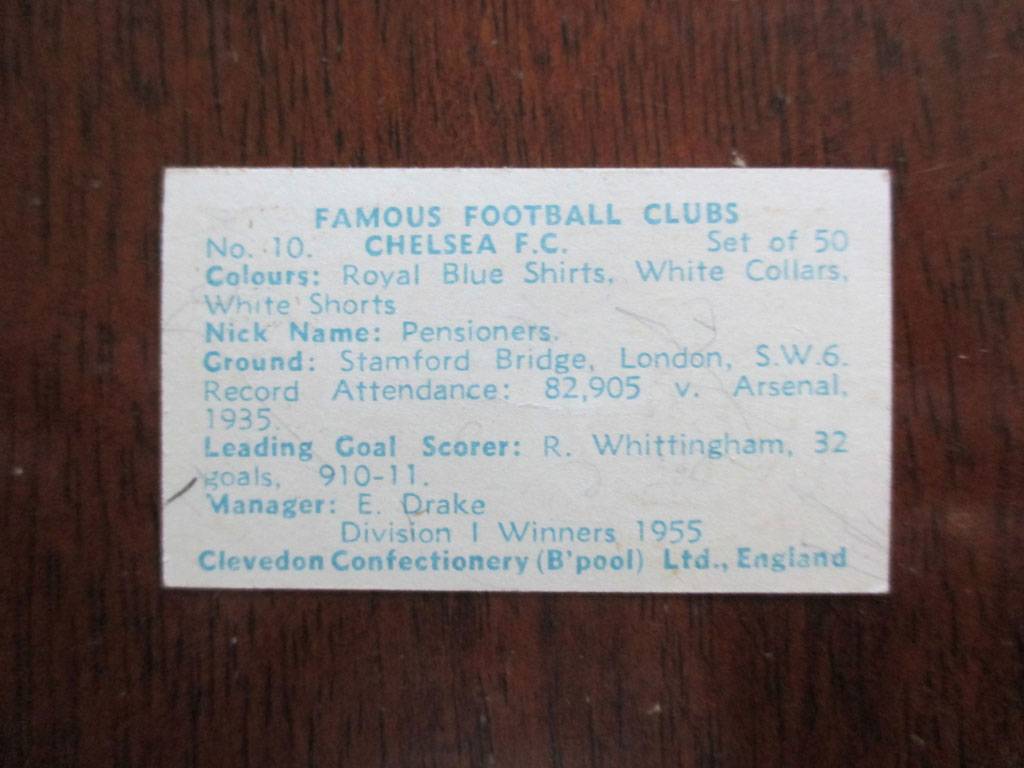 FAMOUS FOOTBALL CLUBS
No. 10. CHELSEA F.C. Set of 50
Colours: Royal Blue Shirts, White Collars,
White Shorts
Nick Name: Pensioners.
Ground: Stamford Bridge, London, S.W.6.
Record Attendance: 82,905 v. Arsenal,
1935.
Leading Goal Scorer: R. Whittingham, 32
goals, 910-11.
Manager: E. Drake
Division I Winners 1955
Clevedon Confectionery (B'pool) Ltd., England